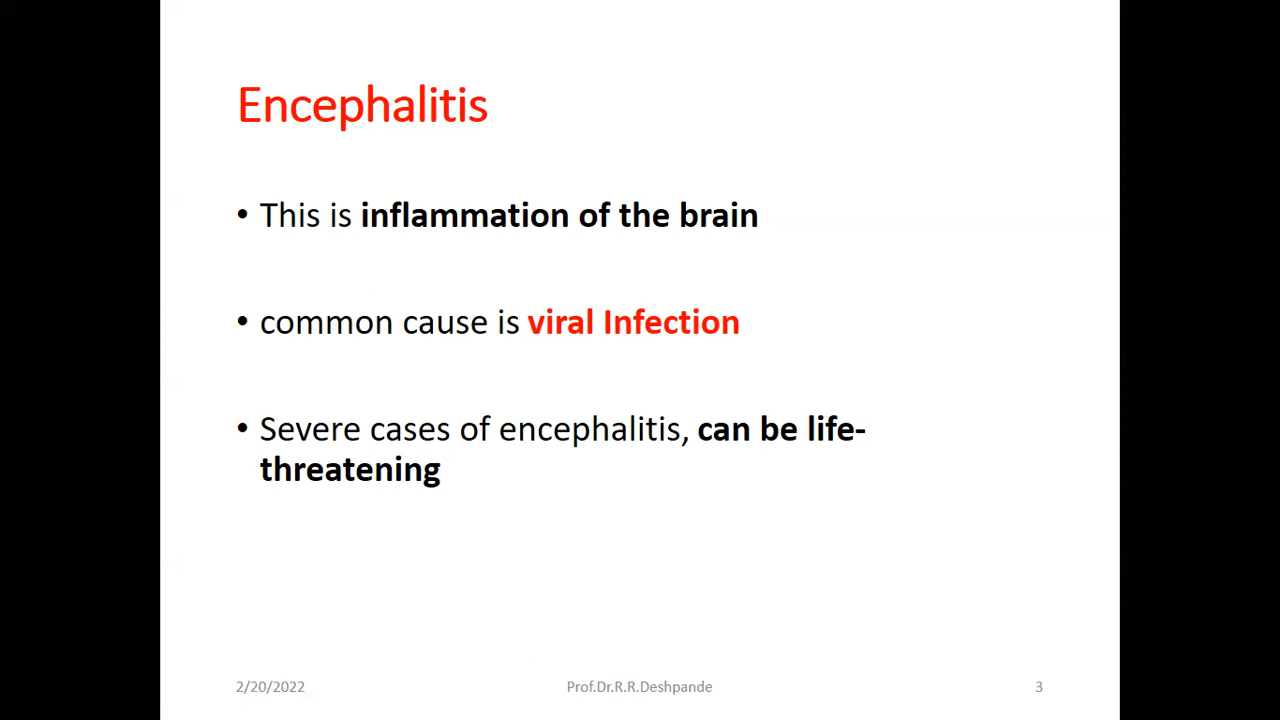 Encephalitis
• This is inflammation of the brain
• common cause is viral Infection
• Severe cases of encephalitis, can be life-
threatening
2/20/2022 Prof.Dr.R.R.Deshpande 3